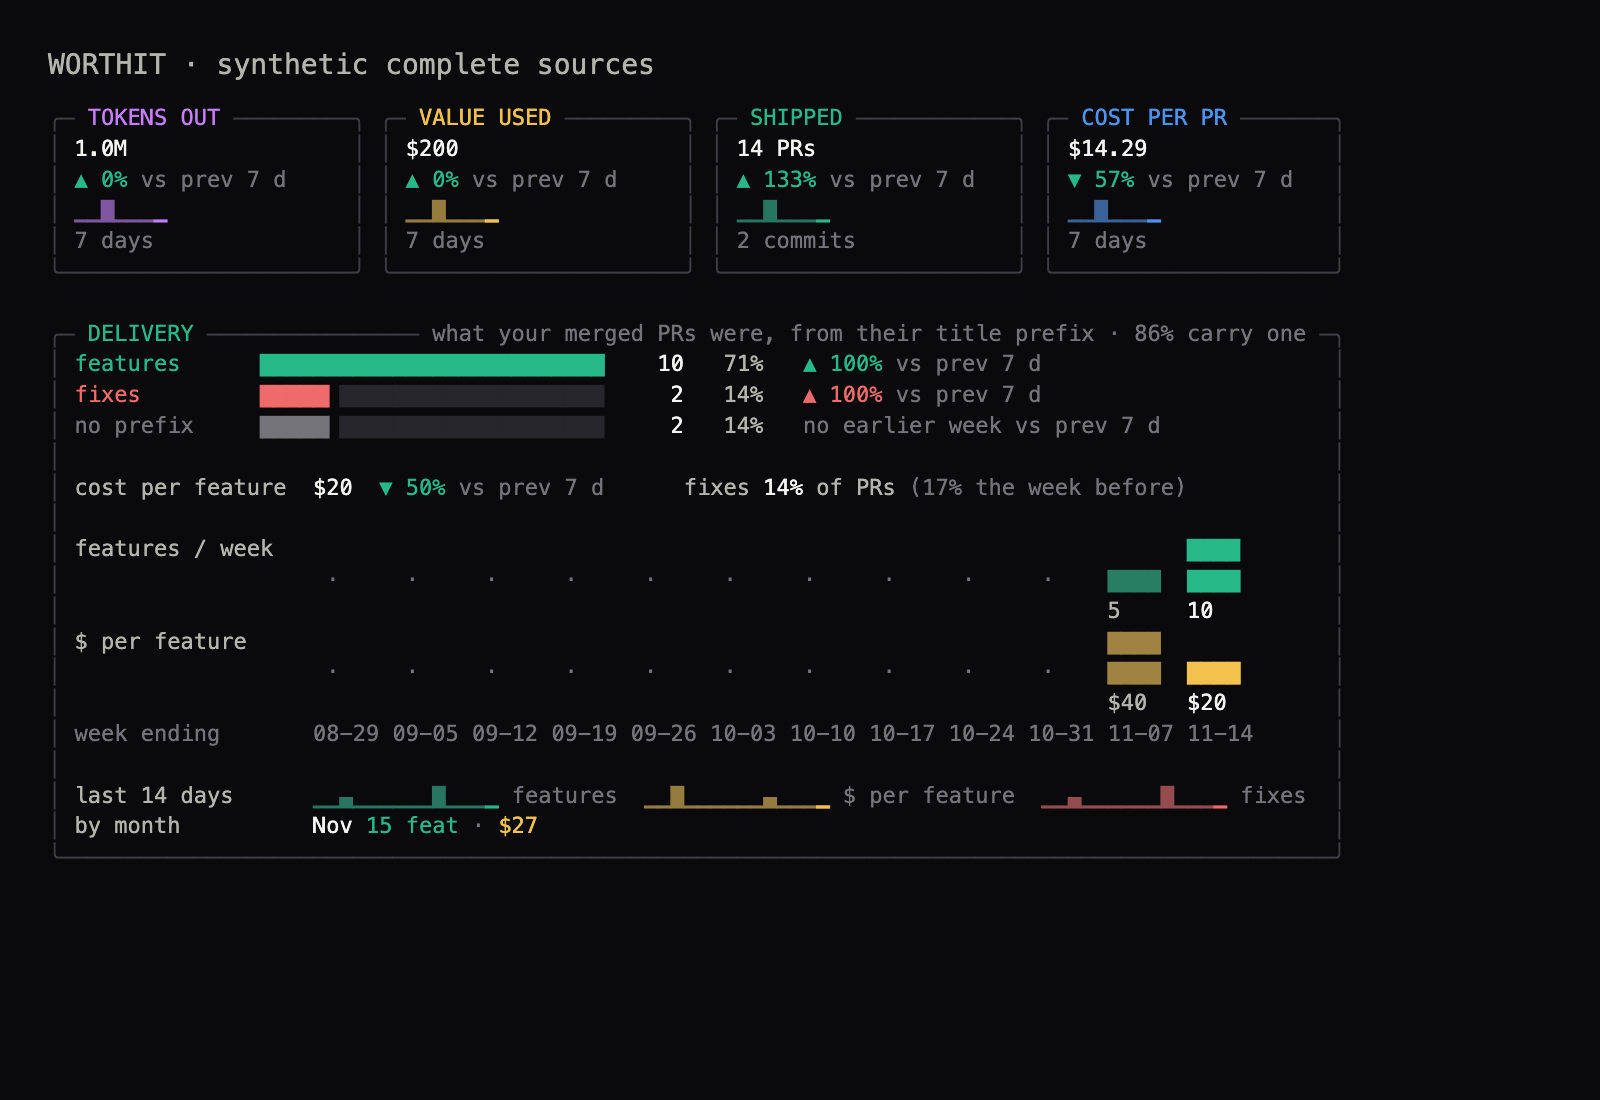 WORTHIT · synthetic complete sources
TOKENS OUT
1.0M
▲ 0% vs prev 7 d
7 days
VALUE USED
$200
▲ 0% vs prev 7 d
7 days
SHIPPED
14 PRs
▲ 133% vs prev 7 d
2 commits
COST PER PR
$14.29
▼ 57% vs prev 7 d
7 days
DELIVERY what your merged PRs were, from their title prefix · 86% carry one
features 10 71% ▲ 100% vs prev 7 d
fixes 2 14% ▲ 100% vs prev 7 d
no prefix 2 14% no earlier week vs prev 7 d
cost per feature $20 ▼ 50% vs prev 7 d fixes 14% of PRs (17% the week before)
features / week
5 10
$ per feature
$40 $20
week ending 08-29 09-05 09-12 09-19 09-26 10-03 10-10 10-17 10-24 10-31 11-07 11-14
last 14 days features $ per feature fixes
by month Nov 15 feat · $27